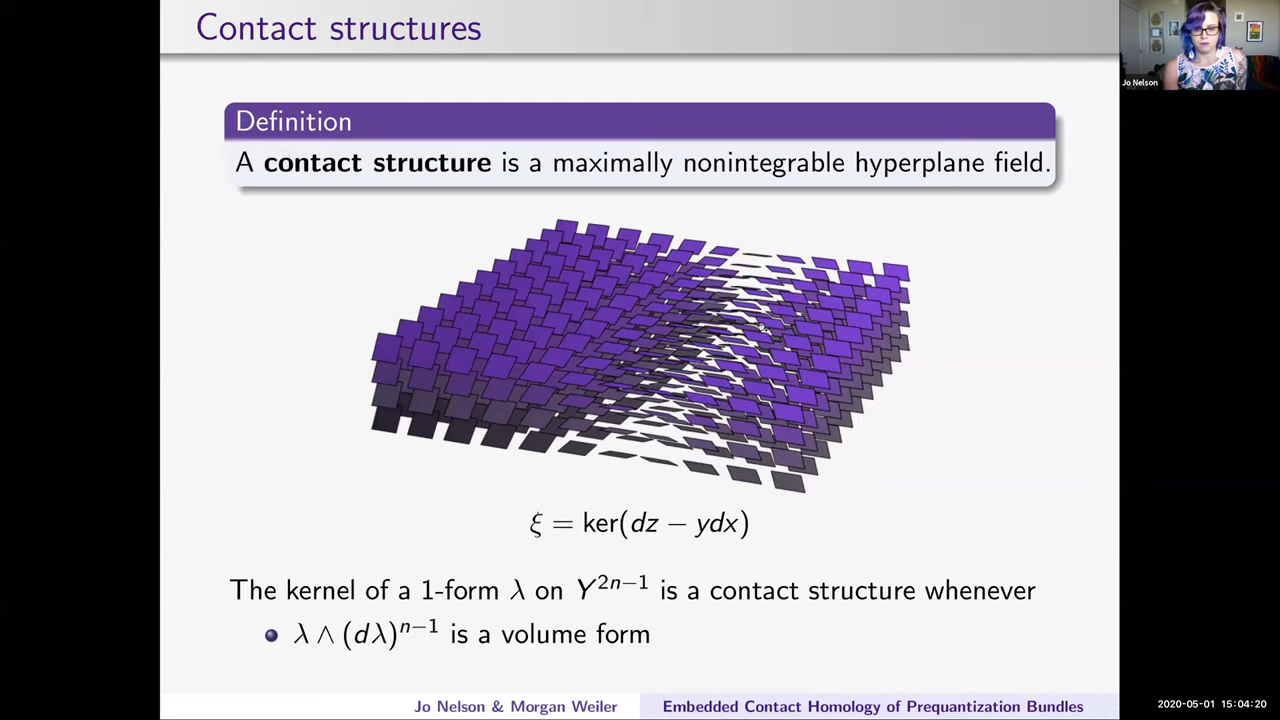 Contact structures
Jo Nelson
Definition
A contact structure is a maximally nonintegrable hyperplane field.
ξ = ker(dz − ydx)
The kernel of a 1-form λ on Y²ⁿ⁻¹ is a contact structure whenever
λ ∧ (dλ)ⁿ⁻¹ is a volume form
Jo Nelson & Morgan Weiler
Embedded Contact Homology of Prequantization Bundles
2020-05-01 15:04:20